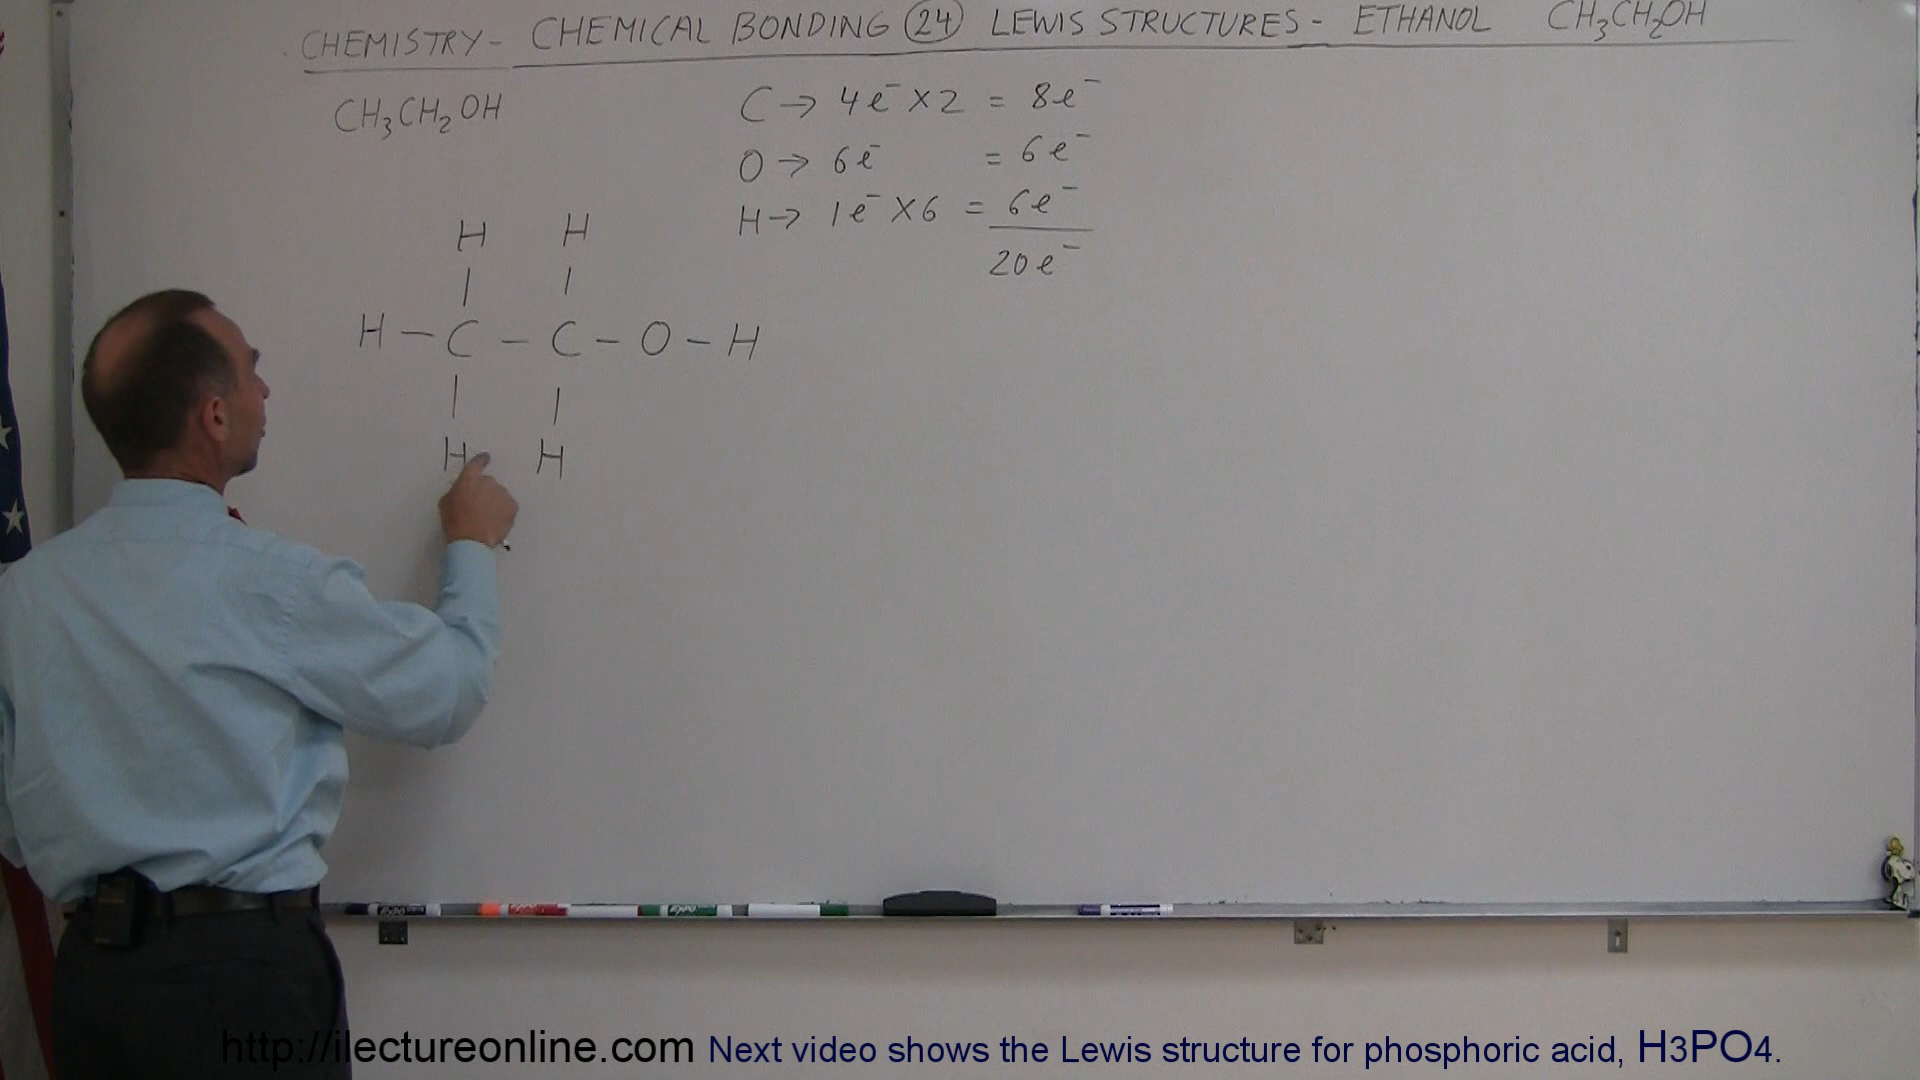 CHEMISTRY - CHEMICAL BONDING 24 LEWIS STRUCTURES - ETHANOL CH₃CH₂OH
CH₃CH₂OH
C → 4e⁻ × 2 = 8e⁻
O → 6e⁻ = 6e⁻
H → 1e⁻ × 6 = 6e⁻
20e⁻
H H
| |
H - C - C - O - H
| |
H H
http://ilectureonline.com Next video shows the Lewis structure for phosphoric acid, H3PO4.